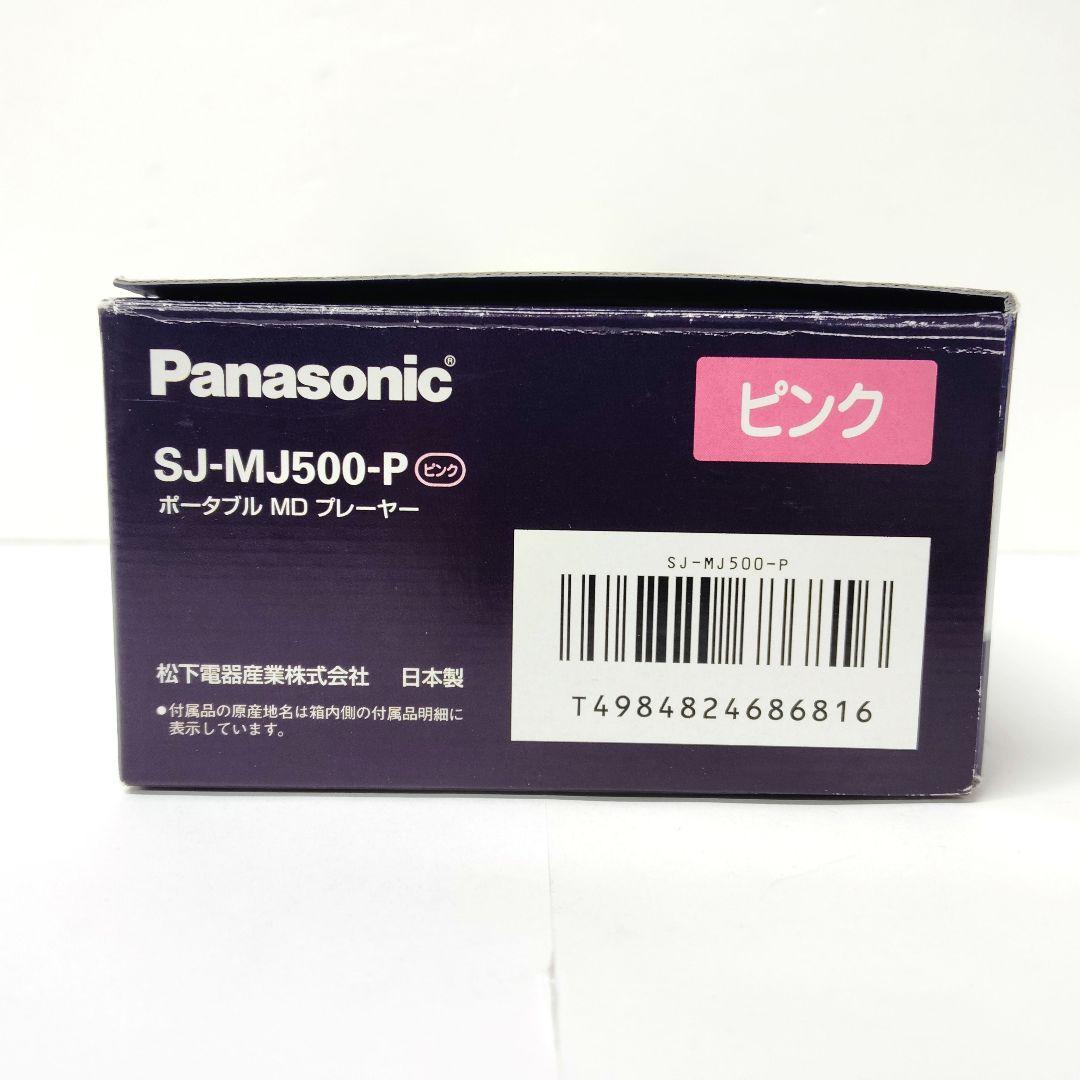 Panasonic®
ピンク
SJ-MJ500-P ピンク
ポータブル MD プレーヤー
SJ-MJ500-P
T4984824686816
松下電器産業株式会社 日本製
●付属品の原産地名は箱内側の付属品明細に
表示しています。